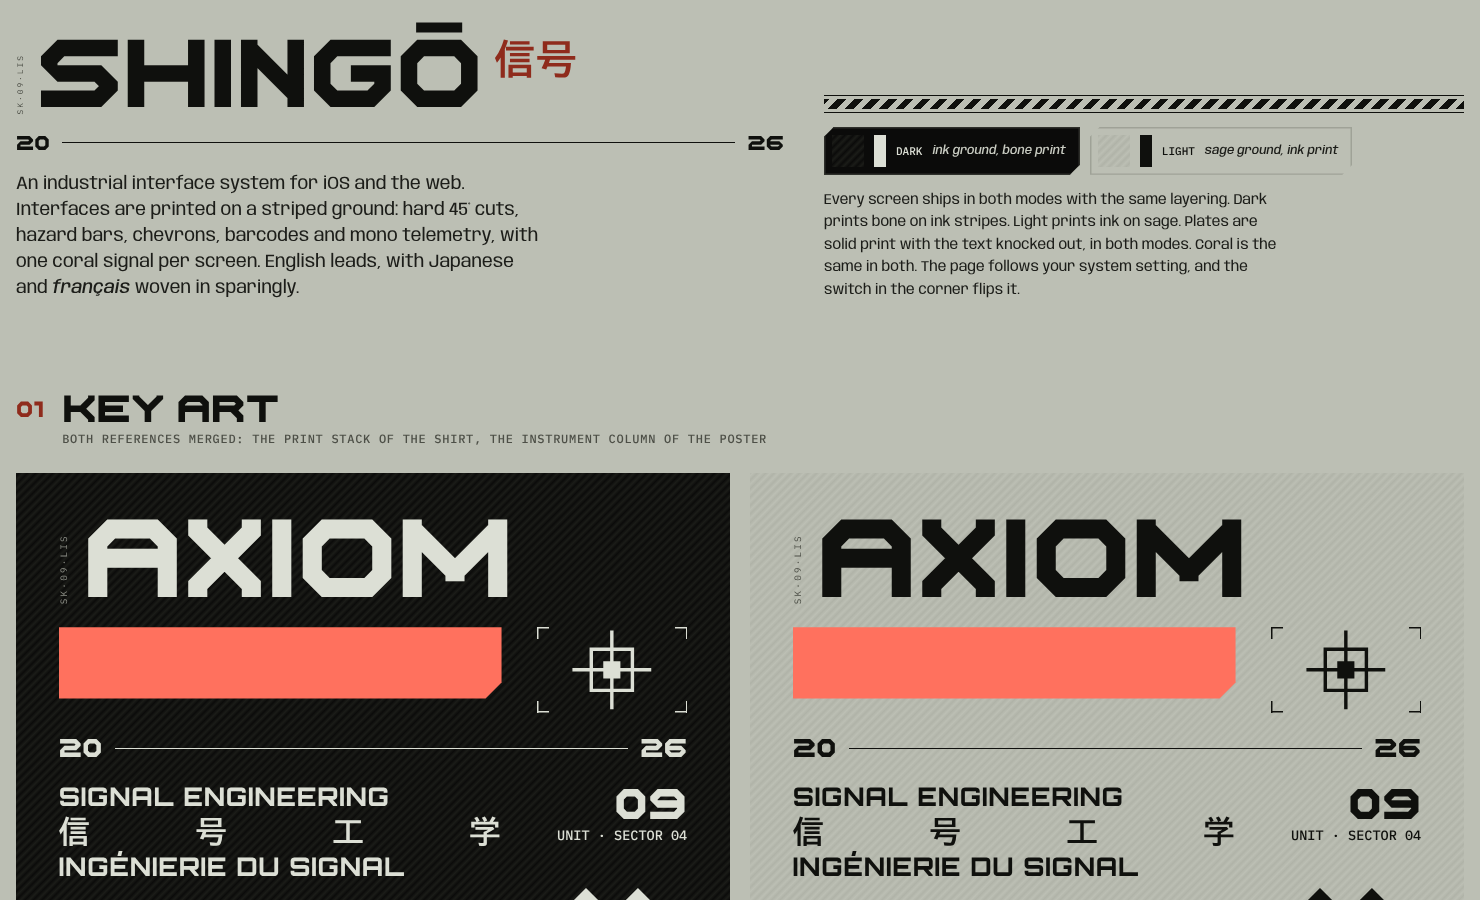 SK·09·LIS
SHINGŌ 信号
20 26
An industrial interface system for iOS and the web.
Interfaces are printed on a striped ground: hard 45° cuts,
hazard bars, chevrons, barcodes and mono telemetry, with
one coral signal per screen. English leads, with Japanese
and français woven in sparingly.
DARK ink ground, bone print
LIGHT sage ground, ink print
Every screen ships in both modes with the same layering. Dark
prints bone on ink stripes. Light prints ink on sage. Plates are
solid print with the text knocked out, in both modes. Coral is the
same in both. The page follows your system setting, and the
switch in the corner flips it.
01 KEY ART
BOTH REFERENCES MERGED: THE PRINT STACK OF THE SHIRT, THE INSTRUMENT COLUMN OF THE POSTER
SK·09·LIS
AXIOM
20 26
SIGNAL ENGINEERING
信号工学
INGÉNIERIE DU SIGNAL
09
UNIT · SECTOR 04
SK·09·LIS
AXIOM
20 26
SIGNAL ENGINEERING
信号工学
INGÉNIERIE DU SIGNAL
09
UNIT · SECTOR 04